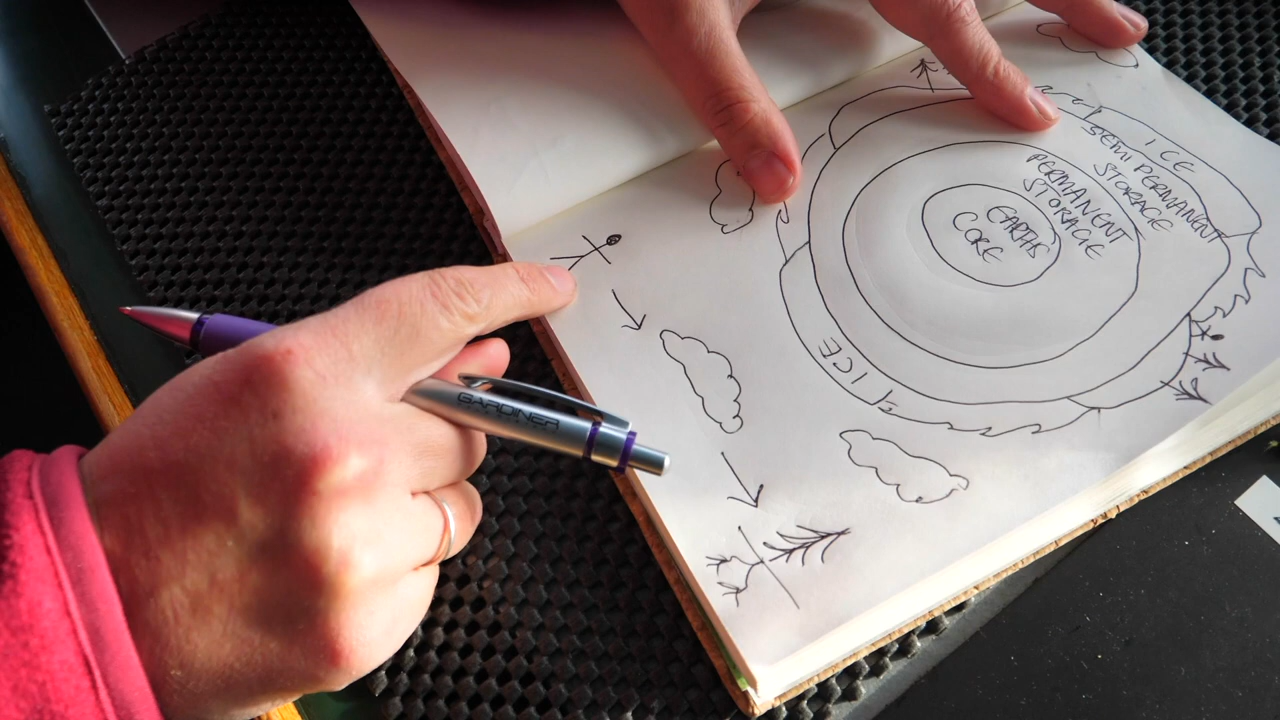 ICE
SEMI PERMANENT
STORAGE
PERMANENT
STORAGE
EARTHS
CORE
ICE
GARDINER